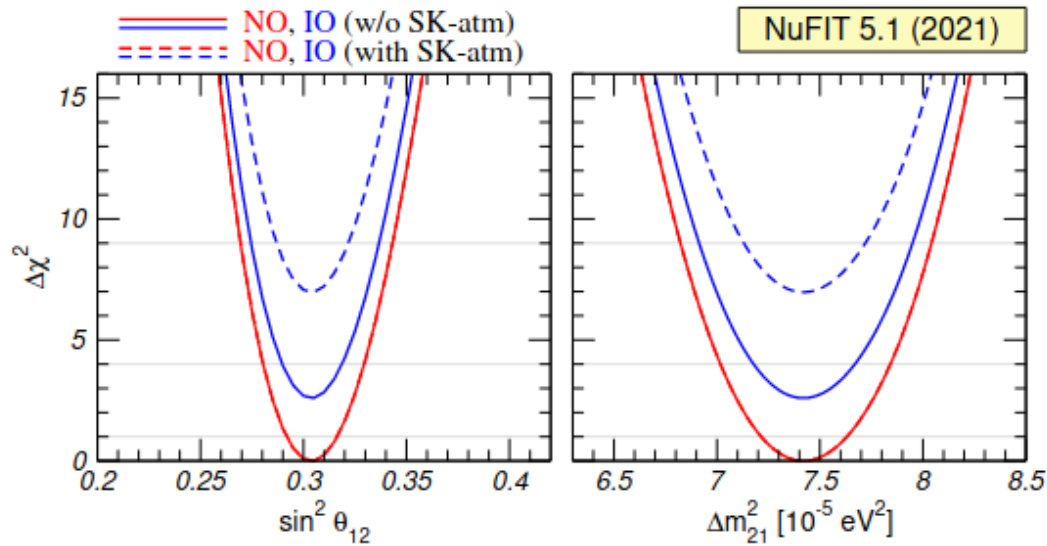 NO, IO (w/o SK-atm)
NO, IO (with SK-atm)
NuFIT 5.1 (2021)
15
10
5
0
Δχ²
0.2 0.25 0.3 0.35 0.4
sin² θ₁₂
6.5 7 7.5 8 8.5
Δm²₂₁ [10⁻⁵ eV²]